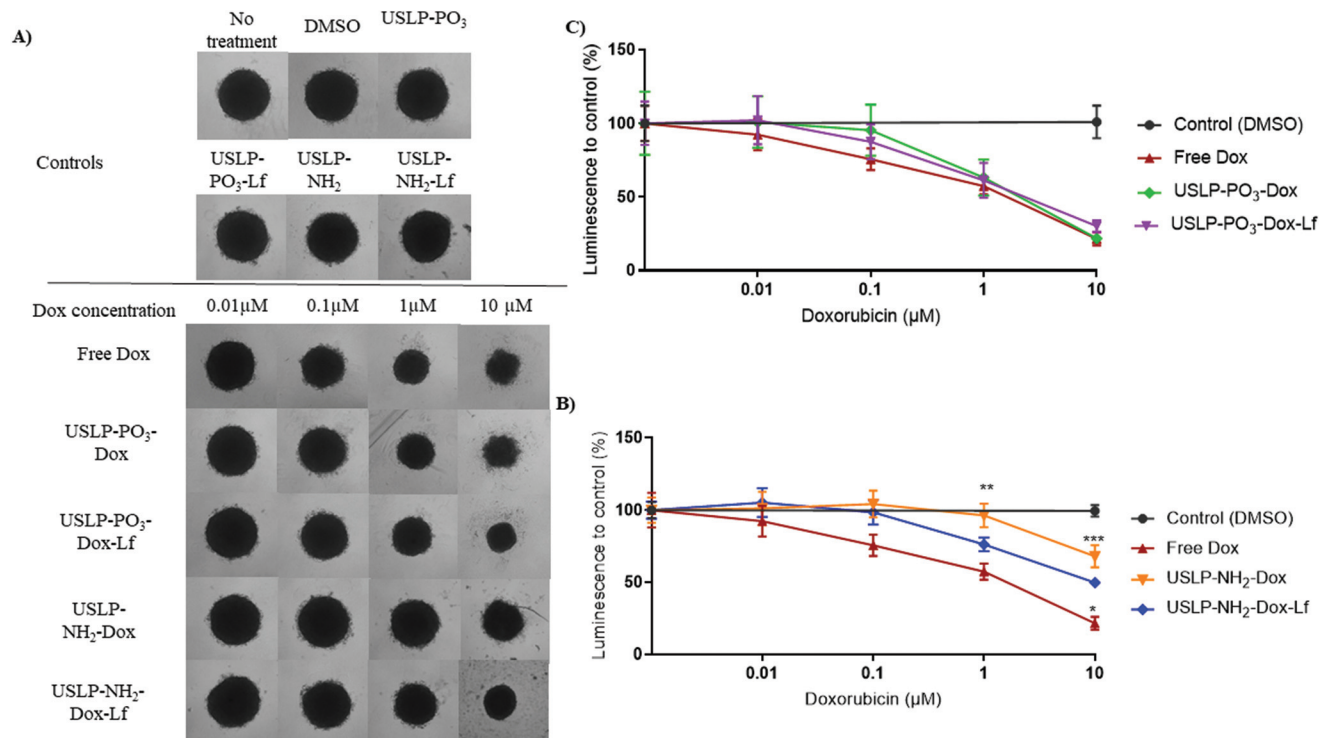 A)
No
treatment
DMSO
USLP-PO3
Controls
USLP-
PO3-Lf
USLP-
NH2
USLP-
NH2-Lf
Dox concentration
0.01µM
0.1µM
1µM
10 µM
Free Dox
USLP-PO3-
Dox
USLP-PO3-
Dox-Lf
USLP-
NH2-Dox
USLP-NH2-
Dox-Lf
C)
Luminescence to control (%)
150
100
50
0
0.01
0.1
1
10
Doxorubicin (µM)
Control (DMSO)
Free Dox
USLP-PO3-Dox
USLP-PO3-Dox-Lf
B)
Luminescence to control (%)
150
100
50
0
**
***
*
0.01
0.1
1
10
Doxorubicin (µM)
Control (DMSO)
Free Dox
USLP-NH2-Dox
USLP-NH2-Dox-Lf